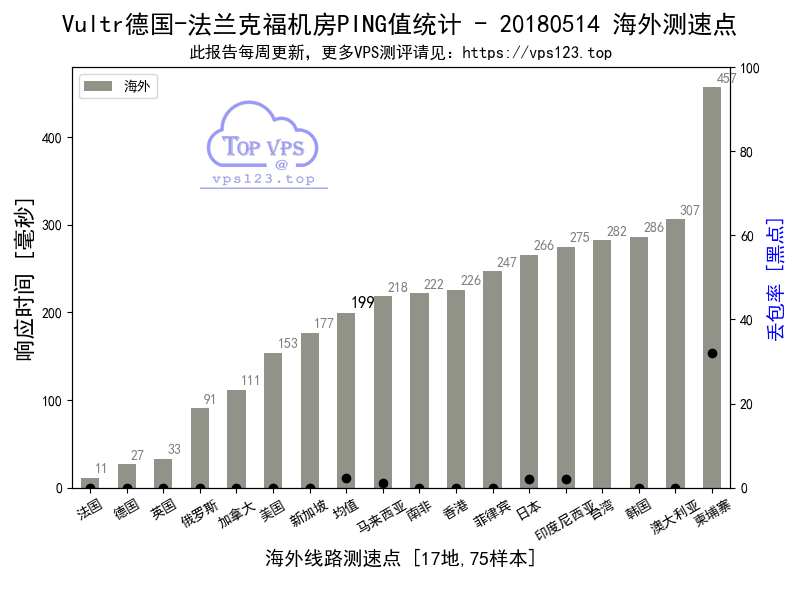 Vultr德国-法兰克福机房PING值统计 - 20180514 海外测速点
此报告每周更新，更多VPS测评请见：https://vps123.top
海外
Top VPS
@
vps123.top
响应时间 [毫秒]
丢包率 [黑点]
0
100
200
300
400
0
20
40
60
80
100
11
27
33
91
111
153
177
199
218
222
226
247
266
275
282
286
307
457
法国
德国
英国
俄罗斯
加拿大
美国
新加坡
均值
马来西亚
南非
香港
菲律宾
日本
印度尼西亚
台湾
韩国
澳大利亚
柬埔寨
海外线路测速点 [17地,75样本]